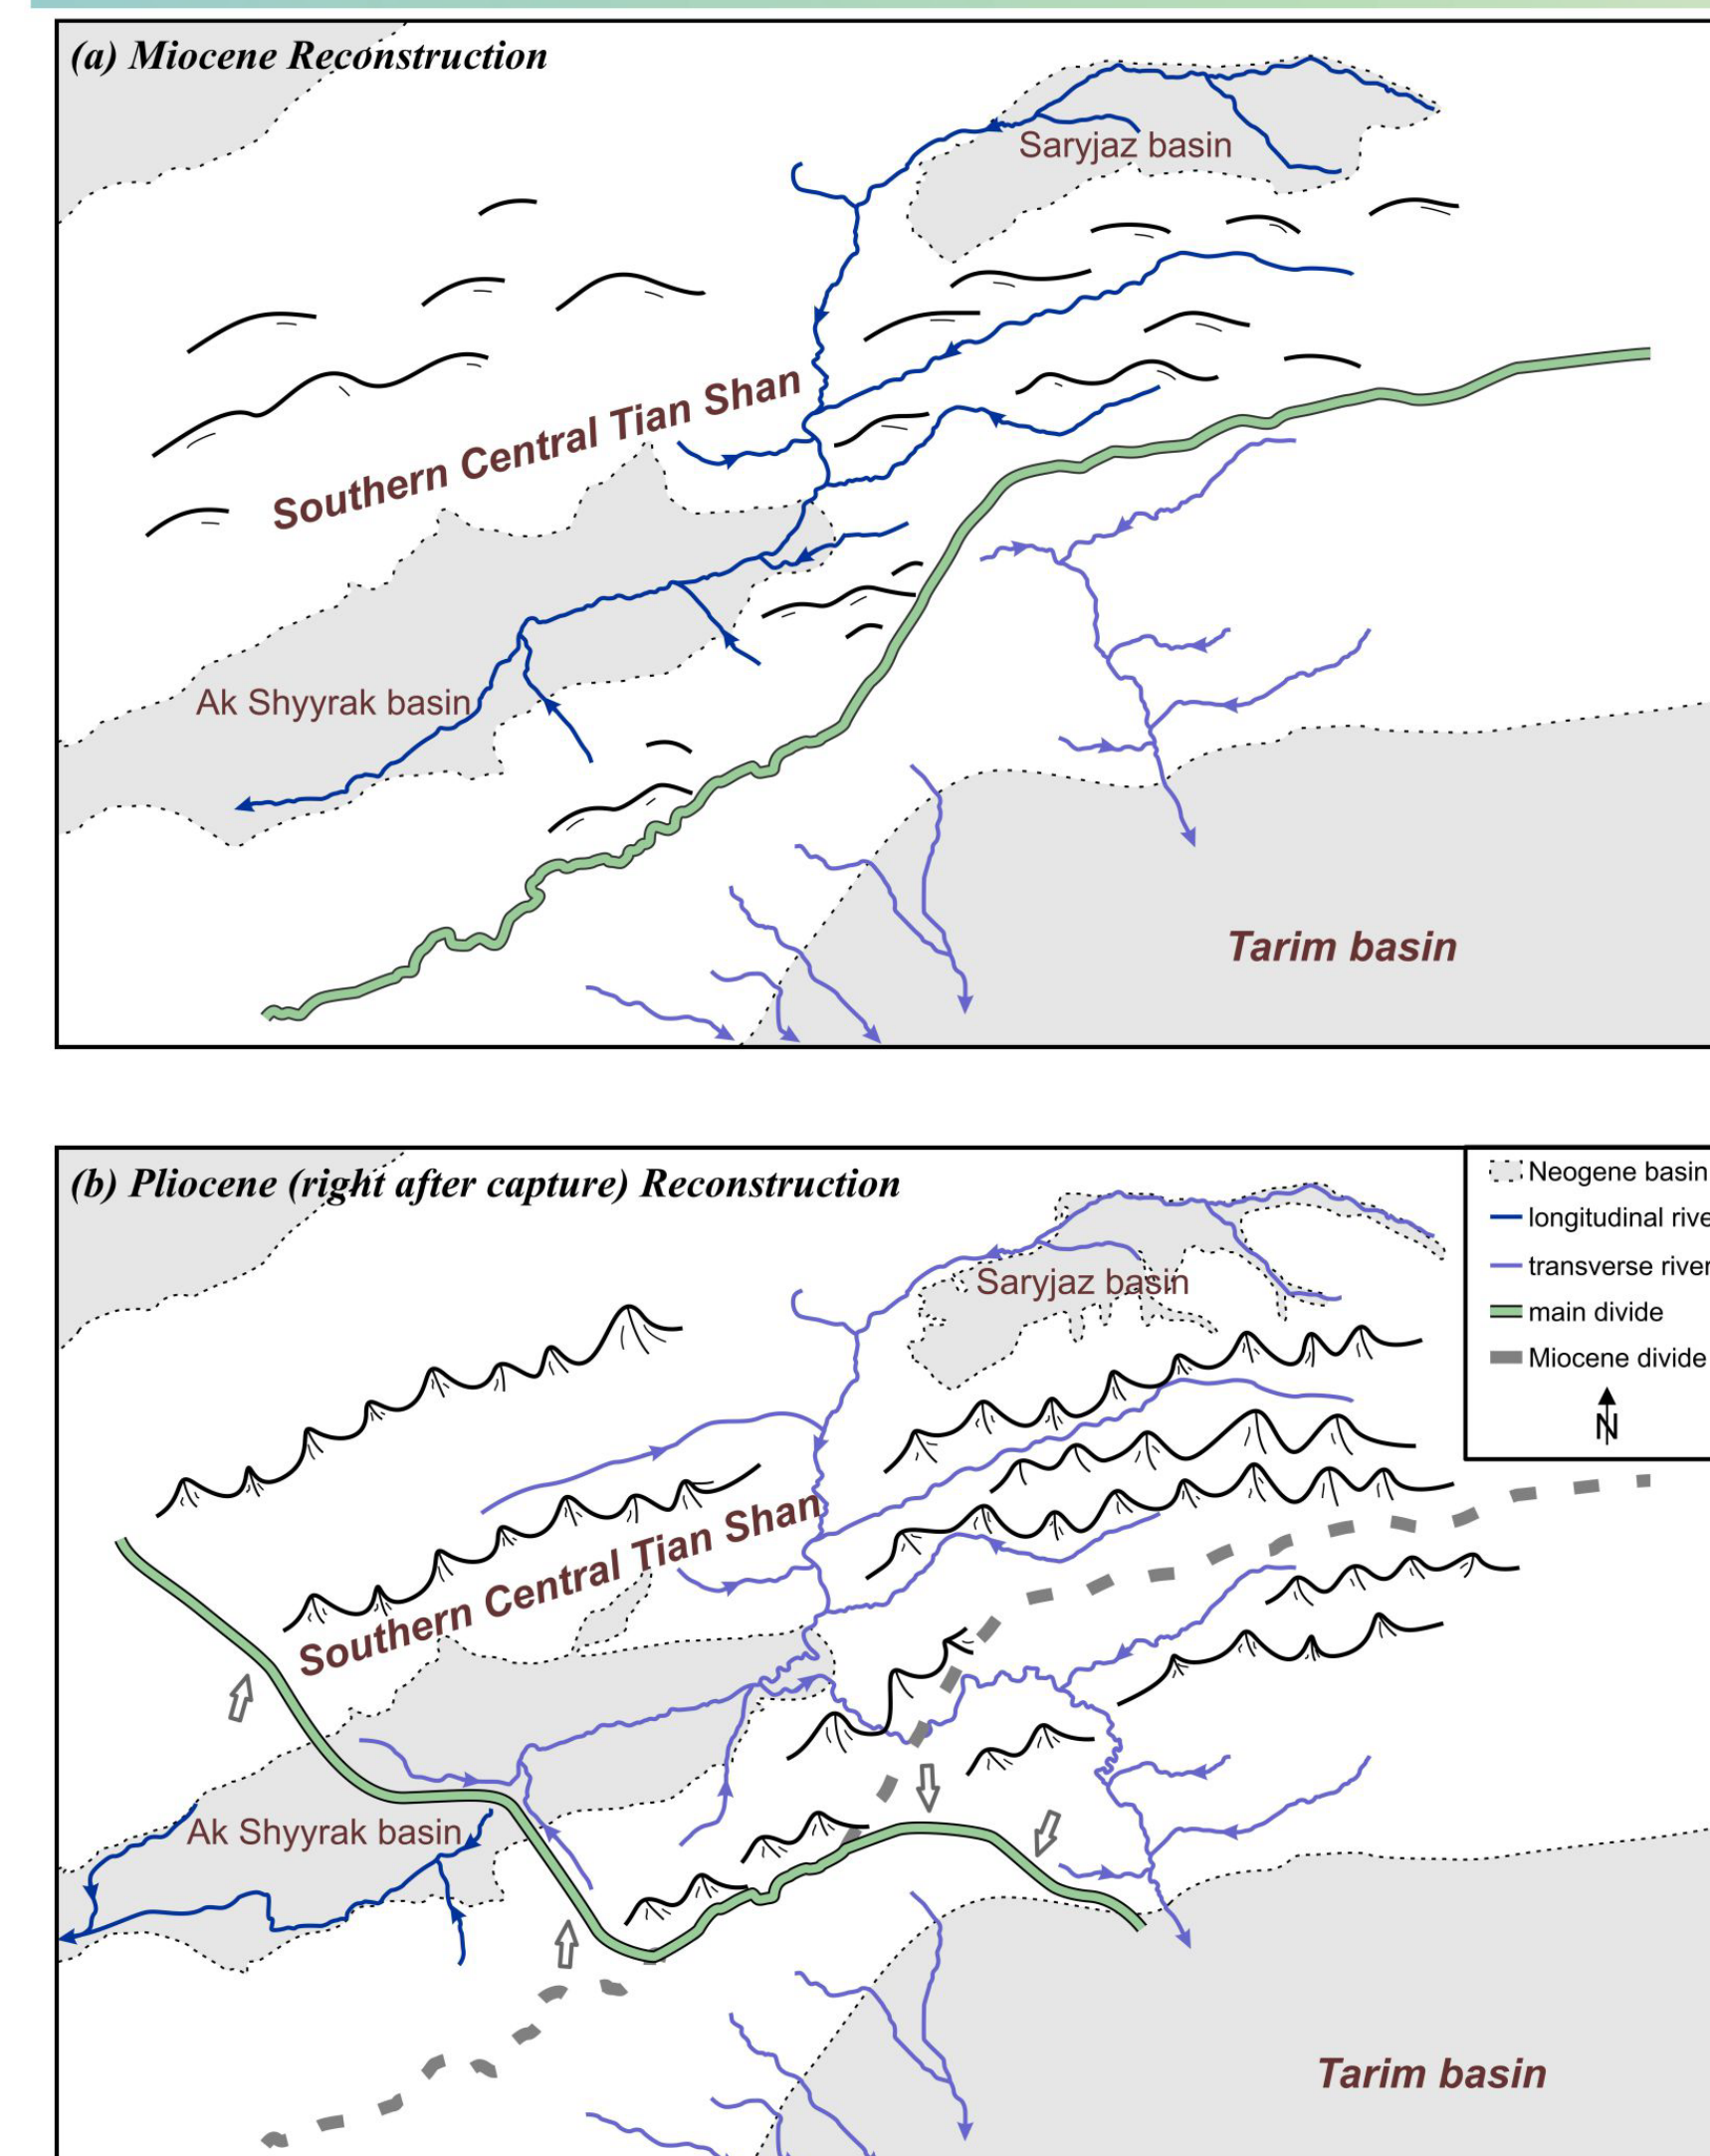 (a) Miocene Reconstruction
Saryjaz basin
Southern Central Tian Shan
Ak Shyyrak basin
Tarim basin
(b) Pliocene (right after capture) Reconstruction
Neogene basin
longitudinal rive
transverse river
main divide
Miocene divide
N
Saryjaz basin
Southern Central Tian Shan
Ak Shyyrak basin
Tarim basin